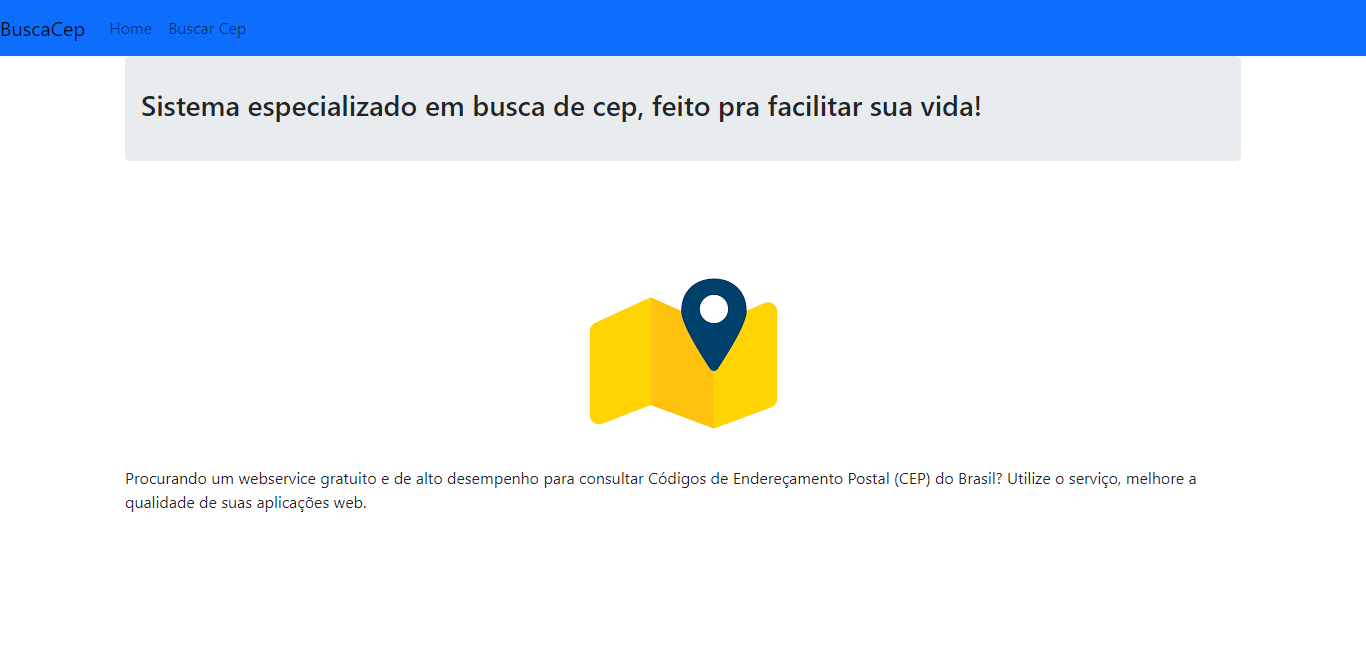 BuscaCep Home Buscar Cep
Sistema especializado em busca de cep, feito pra facilitar sua vida!
Procurando um webservice gratuito e de alto desempenho para consultar Códigos de Endereçamento Postal (CEP) do Brasil? Utilize o serviço, melhore a
qualidade de suas aplicações web.